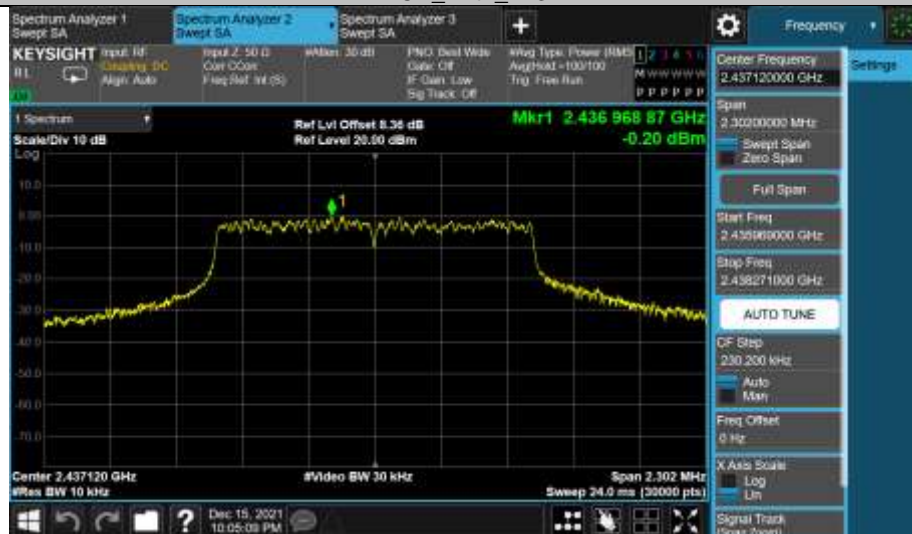 Spectrum Analyzer 1
Swept SA
Spectrum Analyzer 2
Swept SA
Spectrum Analyzer 3
Swept SA
+
Frequency
KEYSIGHT
Input: RF
Coupling: DC
Align: Auto
Input Z: 50 Ω
Corr CCorr
Freq Ref: Int (S)
#Atten: 30 dB
PNO: Best Wide
Gate: Off
IF Gain: Low
Sig Track: Off
#Avg Type: Power (RMS)
Avg|Hold: >100/100
Trig: Free Run
1 2 3 4 5 6
M W W W W W
P P P P P P
1 Spectrum
Scale/Div 10 dB
Log
Ref Lvl Offset 8.36 dB
Ref Level 20.00 dBm
Mkr1 2.436 968 87 GHz
-0.20 dBm
10.0
0.00
-10.0
-20.0
-30.0
-40.0
-50.0
-60.0
-70.0
1
Center 2.437120 GHz
#Res BW 10 kHz
#Video BW 30 kHz
Span 2.302 MHz
Sweep 24.0 ms (30000 pts)
Dec 15, 2021
10:05:09 PM
Center Frequency
2.437120000 GHz
Settings
Span
2.30200000 MHz
Swept Span
Zero Span
Full Span
Start Freq
2.435969000 GHz
Stop Freq
2.438271000 GHz
AUTO TUNE
CF Step
230.200 kHz
Auto
Man
Freq Offset
0 Hz
X Axis Scale
Log
Lin
Signal Track
(Span Zoom)